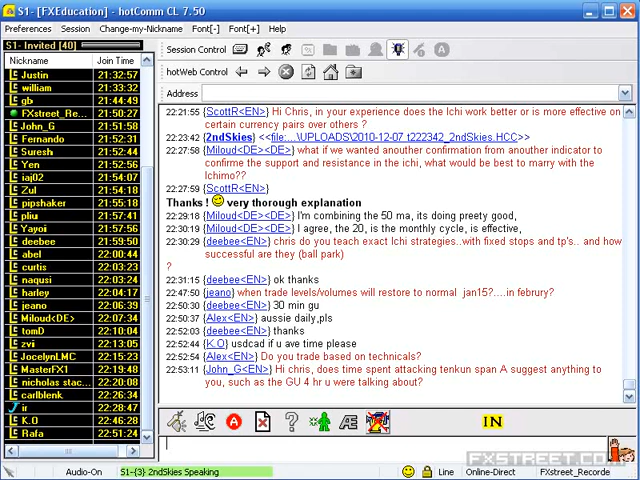 S1- [FXEducation] - hotComm CL 7.50
Preferences Session Change-my-Nickname Font[-] Font[+] Help
S1- Invited [40]
Session Control
Nickname Join Time
hotWeb Control
Address
Justin 21:32:57
william 21:33:32
gb 21:44:49
FXstreet_Re... 21:50:27
John_G 21:51:58
Fernando 21:52:31
Suresh 21:52:44
Yen 21:52:56
iaj02 21:54:17
Zul 21:54:18
pipshaker 21:55:18
pliu 21:57:41
Yayoi 21:57:56
deebee 21:59:50
abel 22:00:44
curtis 22:03:23
naqusi 22:03:24
harley 22:04:17
jeano 22:06:39
Miloud<DE> 22:07:34
tomD 22:10:04
zvi 22:13:05
JocelynLMC 22:15:23
MasterFX1 22:19:48
nicholas stac... 22:20:08
carlblenk 22:26:34
ir 22:28:47
K.O 22:46:28
Rafa 22:51:24
22:21:55 {ScottR<EN>} Hi Chris, in your experience does the Ichi work better or is more effective on
certain currency pairs over others ?
22:23:42 {2ndSkies} <<file:...\UPLOADS\2010-12-07_t222342_2ndSkies.HCC>>
22:27:58 {Miloud<DE><DE>} what if we wanted anouther confirmation from anouther indicator to
confirme the support and resistance in the ichi, what would be best to marry with the
Ichimo??
22:27:59 {ScottR<EN>}
Thanks ! very thorough explanation
22:29:18 {Miloud<DE><DE>} I'm combining the 50 ma, its doing preety good,
22:30:19 {Miloud<DE><DE>} I agree, the 20, is the monthly cycle, is effective,
22:30:29 {deebee<EN>} chris do you teach exact Ichi strategies..with fixed stops and tp's.. and how
successful are they (ball park)
?
22:31:15 {deebee<EN>} ok thanks
22:47:50 {jeano} when trade levels/volumes will restore to normal jan15?....in februry?
22:50:30 {deebee<EN>} 30 min gu
22:50:37 {Alex<EN>} aussie daily,pls
22:52:03 {deebee<EN>} thanks
22:52:44 {K.O} usdcad if u ave time please
22:52:54 {Alex<EN>} Do you trade based on technicals?
22:53:11 {John_G<EN>} Hi chris, does time spent attacking tenkun span A suggest anything to
you, such as the GU 4 hr u were talking about?
A Æ IN
FXSTREET.COM
Audio-On S1-{3} 2ndSkies Speaking Line Online-Direct FXstreet_Recorde